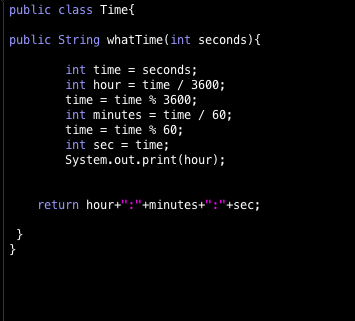 public class Time{
public String whatTime(int seconds){
int time = seconds;
int hour = time / 3600;
time = time % 3600;
int minutes = time / 60;
time = time % 60;
int sec = time;
System.out.print(hour);
return hour+":"+minutes+":"+sec;
}
}